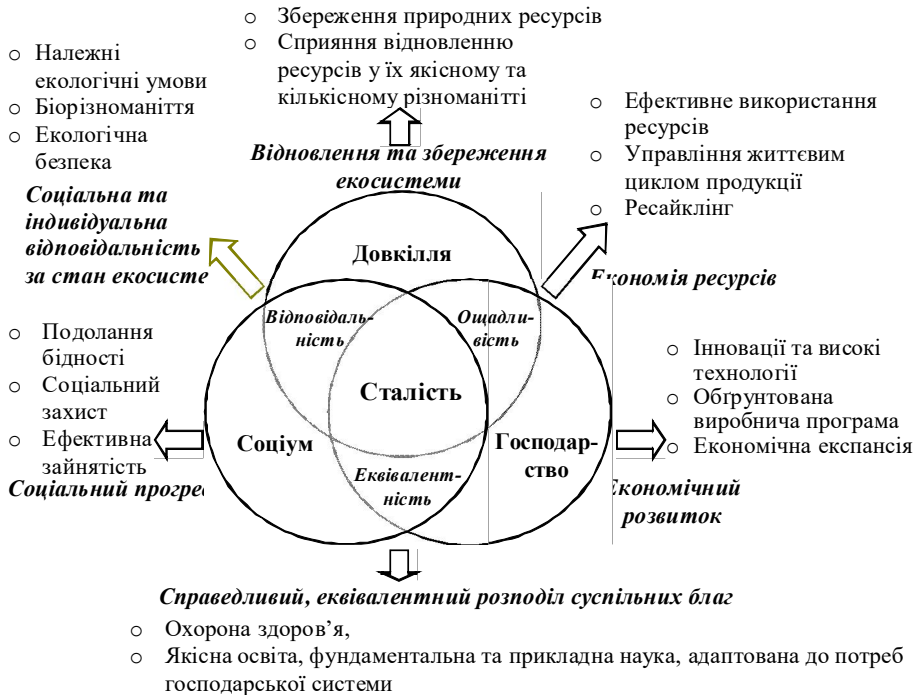 ○ Збереження природних ресурсів
○ Сприяння відновленню
ресурсів у їх якісному та
кількісному різноманітті
○ Належні
екологічні умови
○ Біорізноманіття
○ Екологічна
безпека
○ Ефективне використання
ресурсів
○ Управління життєвим
циклом продукції
○ Ресайклінг
Відновлення та збереження
екосистеми
Соціальна та
індивідуальна
відповідальність
за стан екосисте
Економія ресурсів
Довкілля
Відповідаль-
ність
Ощадли-
вість
Сталість
Соціум
Господар-
ство
Еквівалент-
ність
○ Подолання
бідності
○ Соціальний
захист
○ Ефективна
зайнятість
Соціальний прогре
○ Інновації та високі
технології
○ Обґрунтована
виробнича програма
○ Економічна експансія
Економічний
розвиток
Справедливий, еквівалентний розподіл суспільних благ
○ Охорона здоров’я,
○ Якісна освіта, фундаментальна та прикладна наука, адаптована до потреб
господарської системи